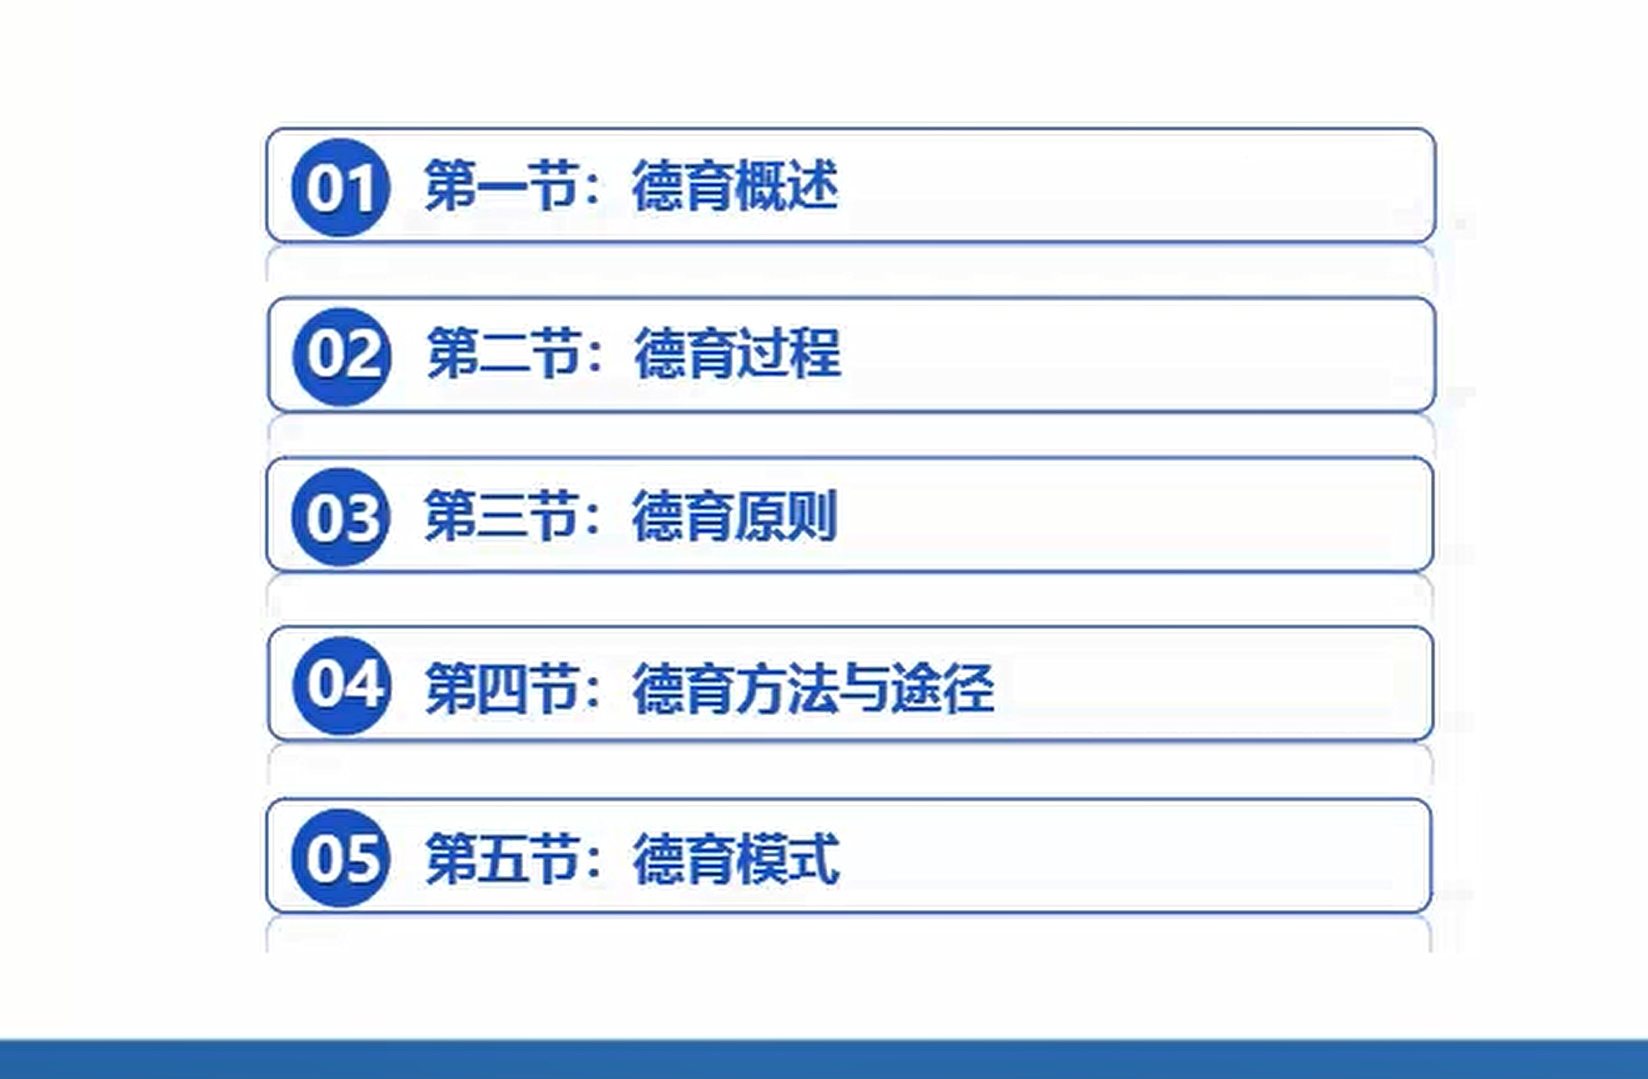 01 第一节：德育概述
02 第二节：德育过程
03 第三节：德育原则
04 第四节：德育方法与途径
05 第五节：德育模式